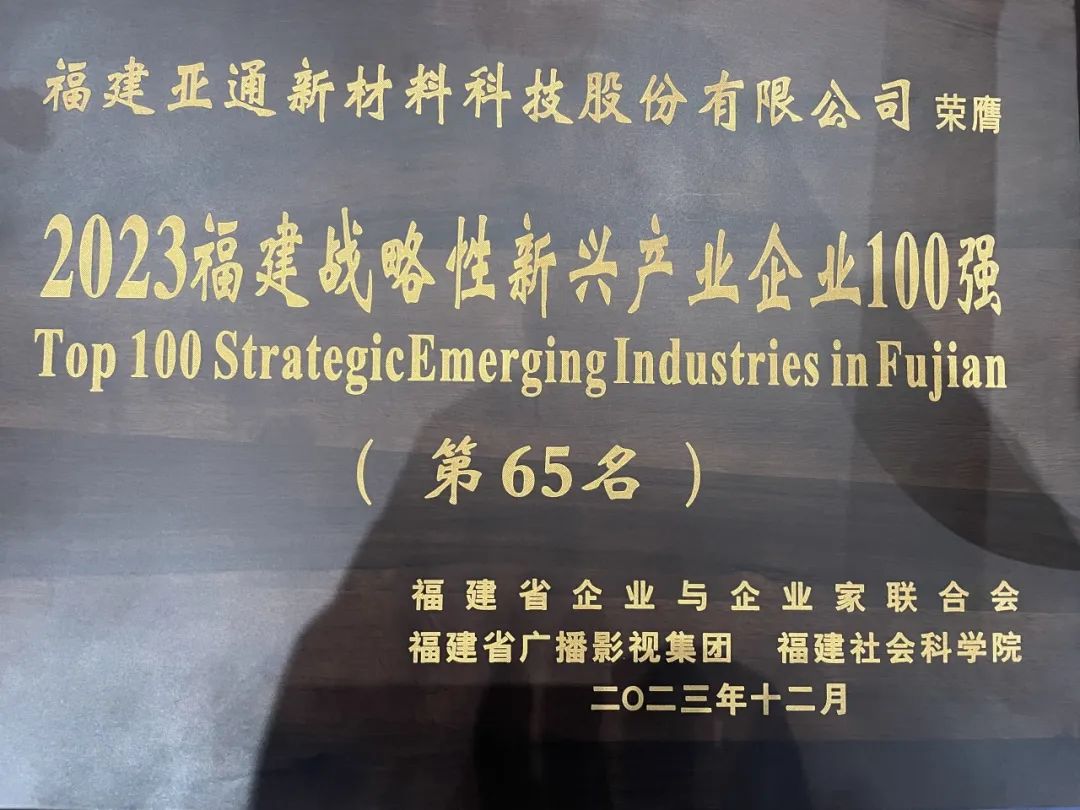 福建亚通新材料科技股份有限公司 荣膺
2023福建战略性新兴产业企业100强
Top 100 StrategicEmerging Industries in Fujian
（ 第 65名 ）
福建省企业与企业家联合会
福建省广播影视集团 福建社会科学院
二〇二三年十二月